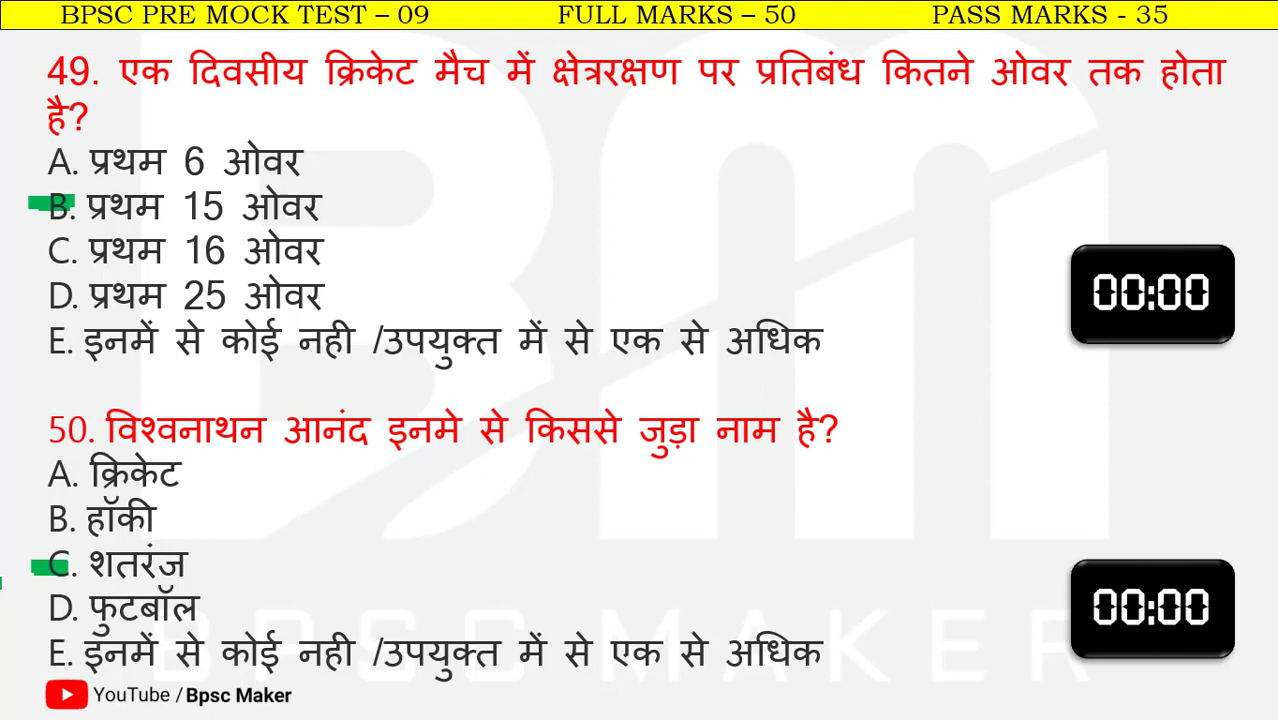 BPSC PRE MOCK TEST – 09 FULL MARKS – 50 PASS MARKS - 35
49. एक दिवसीय क्रिकेट मैच में क्षेत्ररक्षण पर प्रतिबंध कितने ओवर तक होता
है?
A. प्रथम 6 ओवर
B. प्रथम 15 ओवर
C. प्रथम 16 ओवर
D. प्रथम 25 ओवर
E. इनमें से कोई नही /उपयुक्त में से एक से अधिक
00:00
50. विश्वनाथन आनंद इनमे से किससे जुड़ा नाम है?
A. क्रिकेट
B. हॉकी
C. शतरंज
D. फुटबॉल
E. इनमें से कोई नही /उपयुक्त में से एक से अधिक
00:00
BPSC MAKER
YouTube / Bpsc Maker